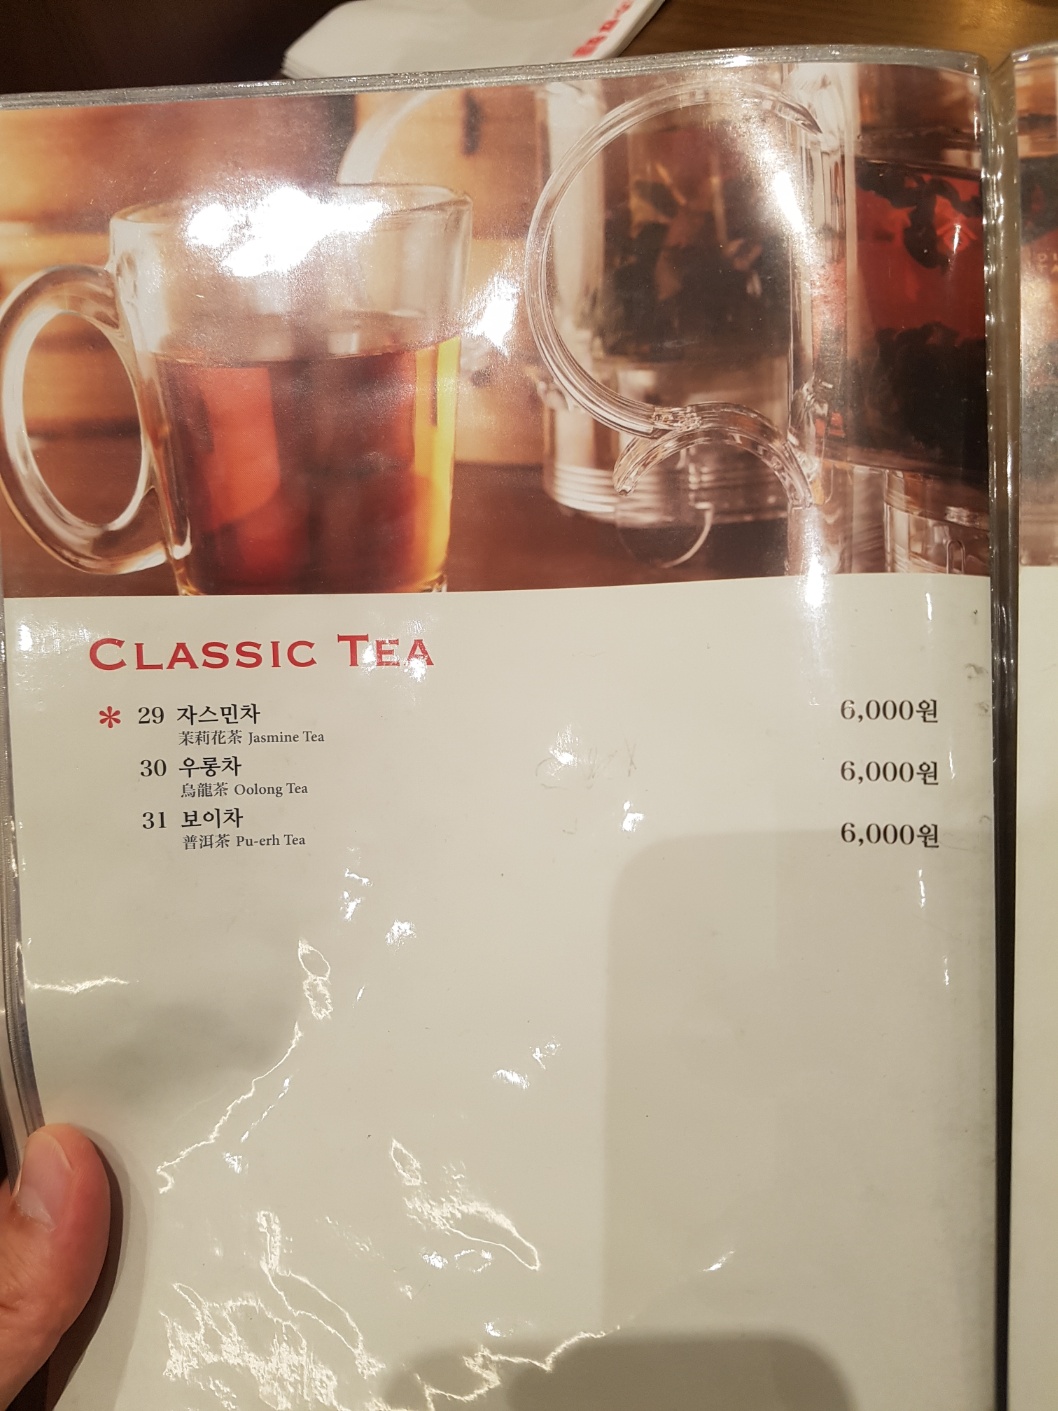 CLASSIC TEA
* 29 자스민차 6,000원
茉莉花茶 Jasmine Tea
30 우롱차 6,000원
烏龍茶 Oolong Tea
31 보이차 6,000원
普洱茶 Pu-erh Tea